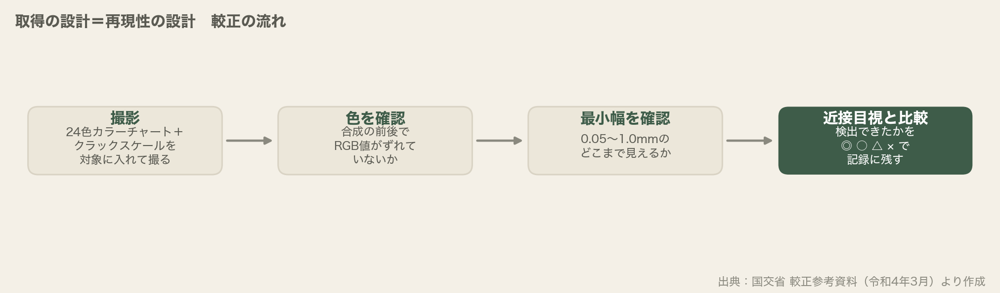 取得の設計＝再現性の設計　較正の流れ
撮影
24色カラーチャート＋
クラックスケールを
対象に入れて撮る
色を確認
合成の前後で
RGB値がずれて
いないか
最小幅を確認
0.05〜1.0mmの
どこまで見えるか
近接目視と比較
検出できたかを
◎ ○ △ × で
記録に残す
出典：国交省 較正参考資料（令和4年3月）より作成